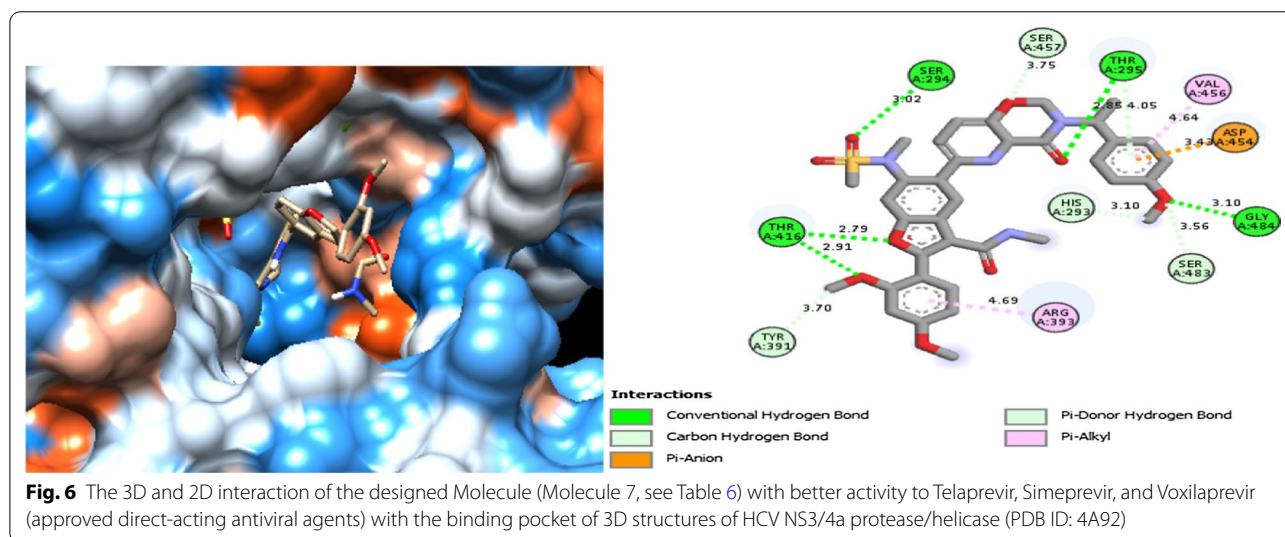 SER
A:457
3.75
SER
A:294
3.02
THR
A:295
2.85
4.05
VAL
A:456
4.64
ASP
A:454
3.43
HIS
A:293
3.10
3.10
GLY
A:484
3.56
SER
A:483
THR
A:416
2.79
2.91
4.69
ARG
A:393
3.70
TYR
A:391
N
N
N
N
Interactions
Conventional Hydrogen Bond
Carbon Hydrogen Bond
Pi-Anion
Pi-Donor Hydrogen Bond
Pi-Alkyl
Fig. 6 The 3D and 2D interaction of the designed Molecule (Molecule 7, see Table 6) with better activity to Telaprevir, Simeprevir, and Voxilaprevir
(approved direct-acting antiviral agents) with the binding pocket of 3D structures of HCV NS3/4a protease/helicase (PDB ID: 4A92)